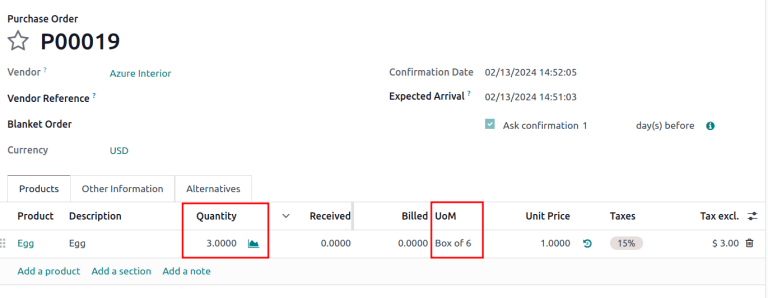 Purchase Order
P00019
Vendor ? Azure Interior Confirmation Date 02/13/2024 14:52:05
Vendor Reference ? Expected Arrival ? 02/13/2024 14:51:03
Blanket Order Ask confirmation 1 day(s) before
Currency USD
Products Other Information Alternatives
Product Description Quantity Received Billed UoM Unit Price Taxes Tax excl.
Egg Egg 3.0000 0.0000 0.0000 Box of 6 1.0000 15% $ 3.00
Add a product Add a section Add a note